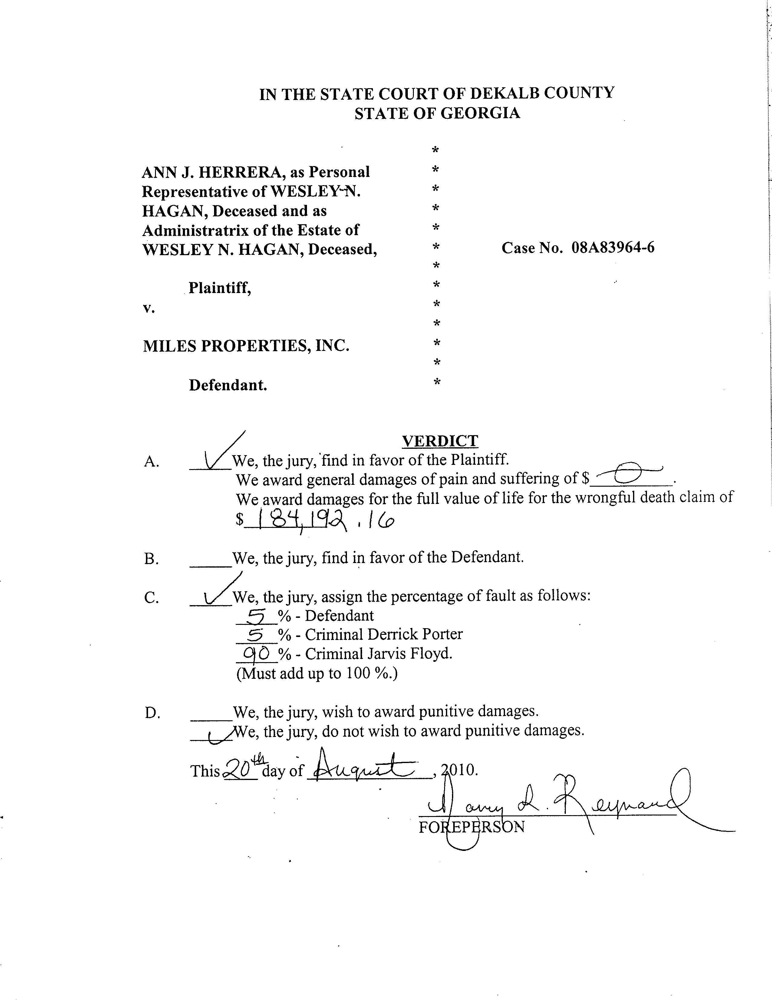 IN THE STATE COURT OF DEKALB COUNTY
STATE OF GEORGIA
*
ANN J. HERRERA, as Personal *
Representative of WESLEY N. *
HAGAN, Deceased and as *
Administratrix of the Estate of *
WESLEY N. HAGAN, Deceased, * Case No. 08A83964-6
*
Plaintiff, *
v. *
*
MILES PROPERTIES, INC. *
*
Defendant. *
VERDICT
A. ✓ We, the jury, find in favor of the Plaintiff.
We award general damages of pain and suffering of $ 0.
We award damages for the full value of life for the wrongful death claim of
$ 184,192.16
B. ____ We, the jury, find in favor of the Defendant.
C. ✓ We, the jury, assign the percentage of fault as follows:
5 % - Defendant
5 % - Criminal Derrick Porter
90 % - Criminal Jarvis Floyd.
(Must add up to 100 %.)
D. ____ We, the jury, wish to award punitive damages.
✓ We, the jury, do not wish to award punitive damages.
This 20th day of August, 2010.
Nancy L. Reynaud
FOREPERSON